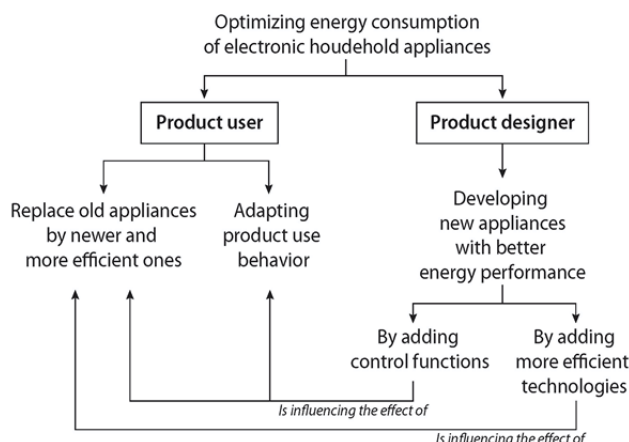 Optimizing energy consumption
of electronic houdehold appliances
Product user
Product designer
Replace old appliances
by newer and
more efficient ones
Adapting
product use
behavior
Developing
new appliances
with better
energy performance
By adding
control functions
By adding
more efficient
technologies
Is influencing the effect of
Is influencing the effect of